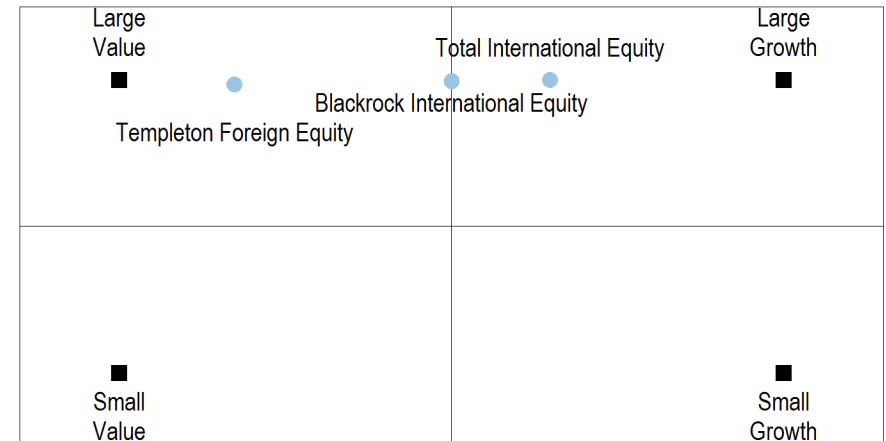 Large
Value
Large
Growth
Total International Equity
Blackrock International Equity
Templeton Foreign Equity
Small
Value
Small
Growth